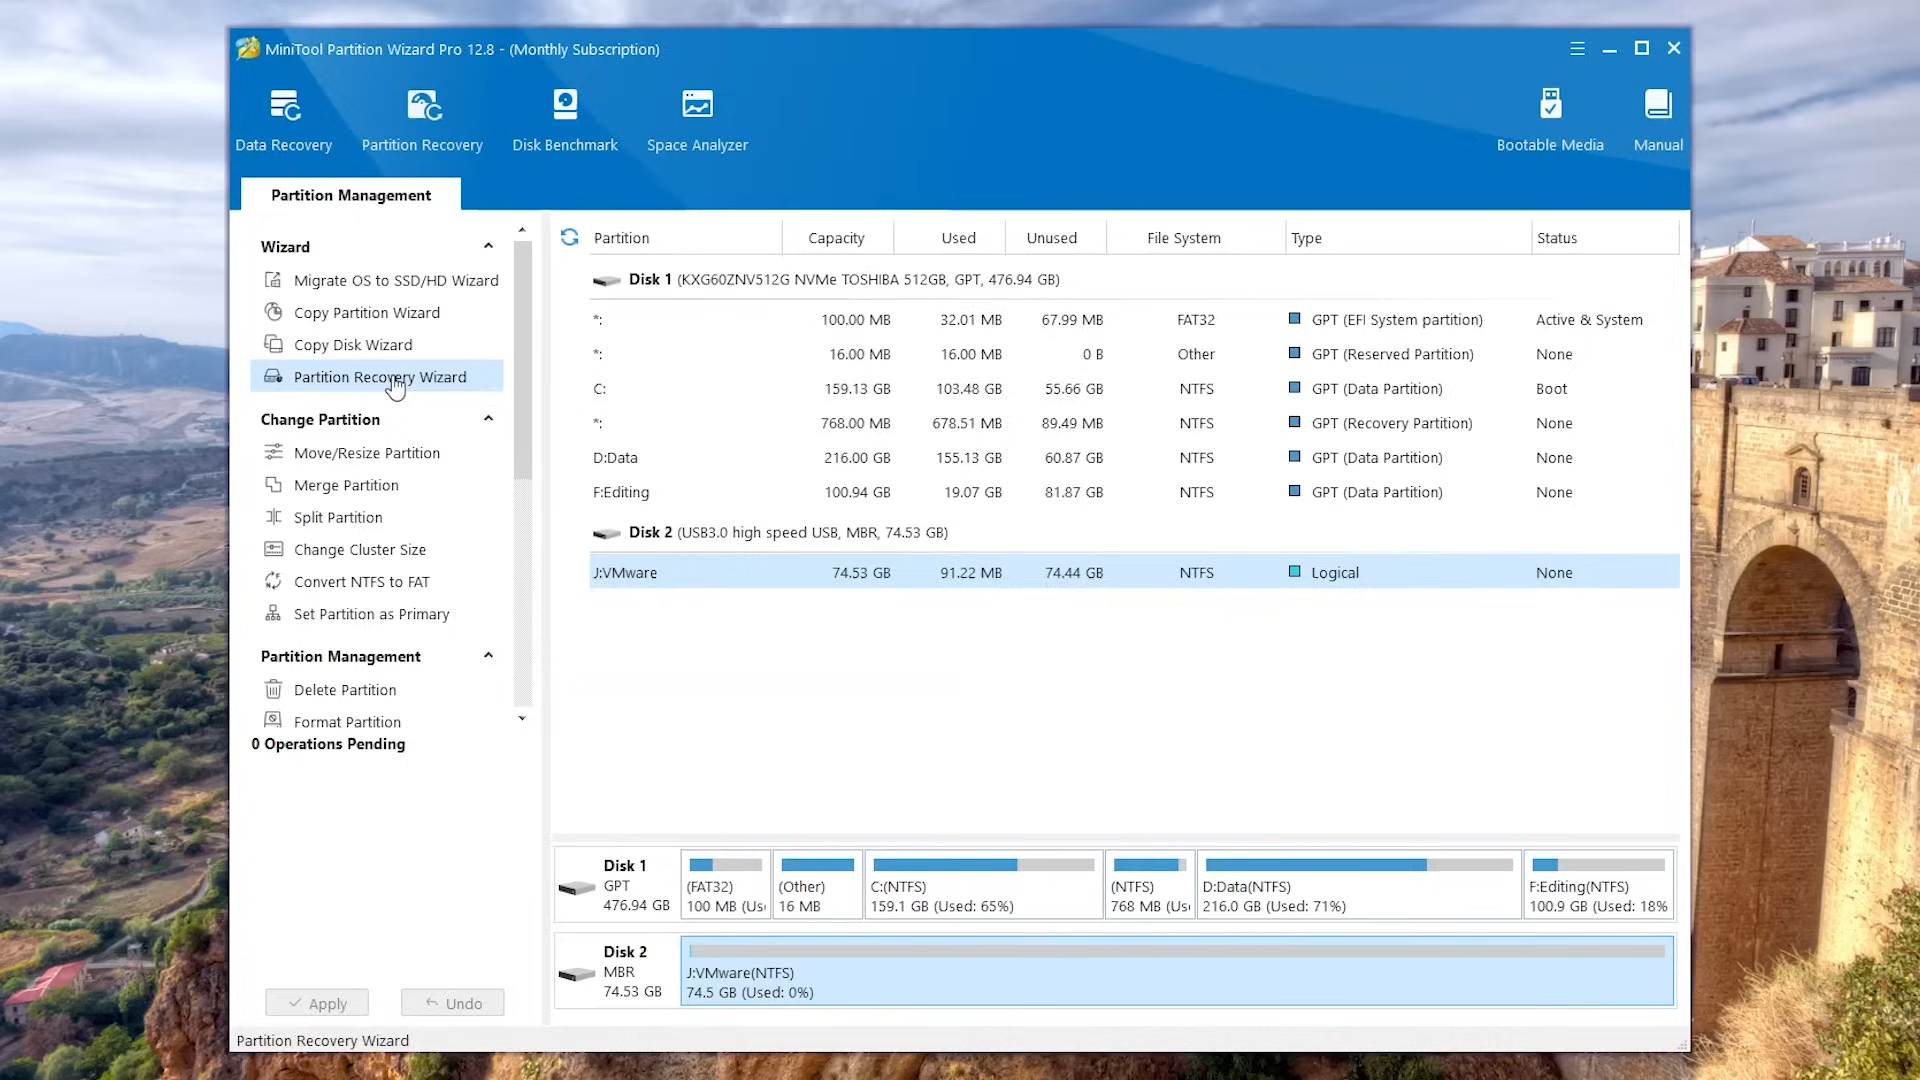 MiniTool Partition Wizard Pro 12.8 - (Monthly Subscription)
Data Recovery
Partition Recovery
Disk Benchmark
Space Analyzer
Bootable Media
Manual
Partition Management
Wizard
Migrate OS to SSD/HD Wizard
Copy Partition Wizard
Copy Disk Wizard
Partition Recovery Wizard
Change Partition
Move/Resize Partition
Merge Partition
Split Partition
Change Cluster Size
Convert NTFS to FAT
Set Partition as Primary
Partition Management
Delete Partition
Format Partition
0 Operations Pending
Apply Undo
Partition Capacity Used Unused File System Type Status
Disk 1 (KXG60ZNV512G NVMe TOSHIBA 512GB, GPT, 476.94 GB)
*: 100.00 MB 32.01 MB 67.99 MB FAT32 GPT (EFI System partition) Active & System
*: 16.00 MB 16.00 MB 0 B Other GPT (Reserved Partition) None
C: 159.13 GB 103.48 GB 55.66 GB NTFS GPT (Data Partition) Boot
*: 768.00 MB 678.51 MB 89.49 MB NTFS GPT (Recovery Partition) None
D:Data 216.00 GB 155.13 GB 60.87 GB NTFS GPT (Data Partition) None
F:Editing 100.94 GB 19.07 GB 81.87 GB NTFS GPT (Data Partition) None
Disk 2 (USB3.0 high speed USB, MBR, 74.53 GB)
J:VMware 74.53 GB 91.22 MB 74.44 GB NTFS Logical None
Disk 1
GPT
476.94 GB
(FAT32)
100 MB (Us
(Other)
16 MB
C:(NTFS)
159.1 GB (Used: 65%)
(NTFS)
768 MB (Us
D:Data(NTFS)
216.0 GB (Used: 71%)
F:Editing(NTFS)
100.9 GB (Used: 18%
Disk 2
MBR
74.53 GB
J:VMware(NTFS)
74.5 GB (Used: 0%)
Partition Recovery Wizard